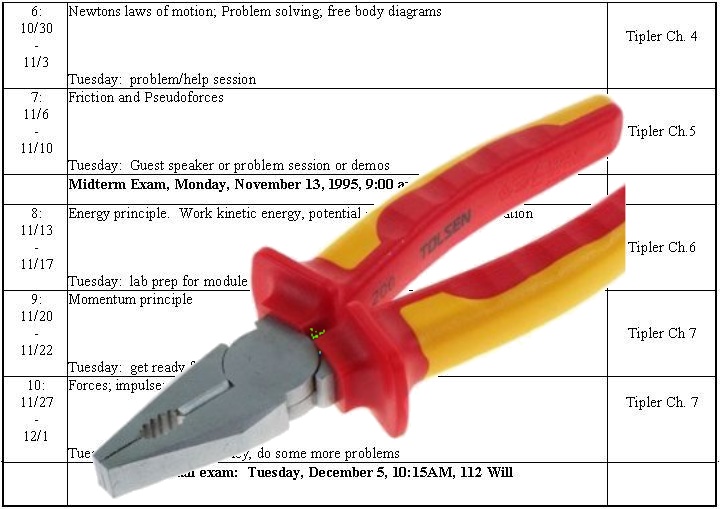 6:
10/30
-
11/3
Newtons laws of motion; Problem solving; free body diagrams
Tuesday: problem/help session
Tipler Ch. 4
7:
11/6
-
11/10
Friction and Pseudoforces
Tuesday: Guest speaker or problem session or demos
Tipler Ch.5
Midterm Exam, Monday, November 13, 1995, 9:00
8:
11/13
-
11/17
Energy principle. Work kinetic energy, potential
Tuesday: lab prep for module
Tipler Ch.6
9:
11/20
-
11/22
Momentum principle
Tuesday: get ready
Tipler Ch 7
10:
11/27
-
12/1
Forces; impulse
do some more problems
Tipler Ch. 7
exam: Tuesday, December 5, 10:15AM, 112 Will
TOLSEN
200